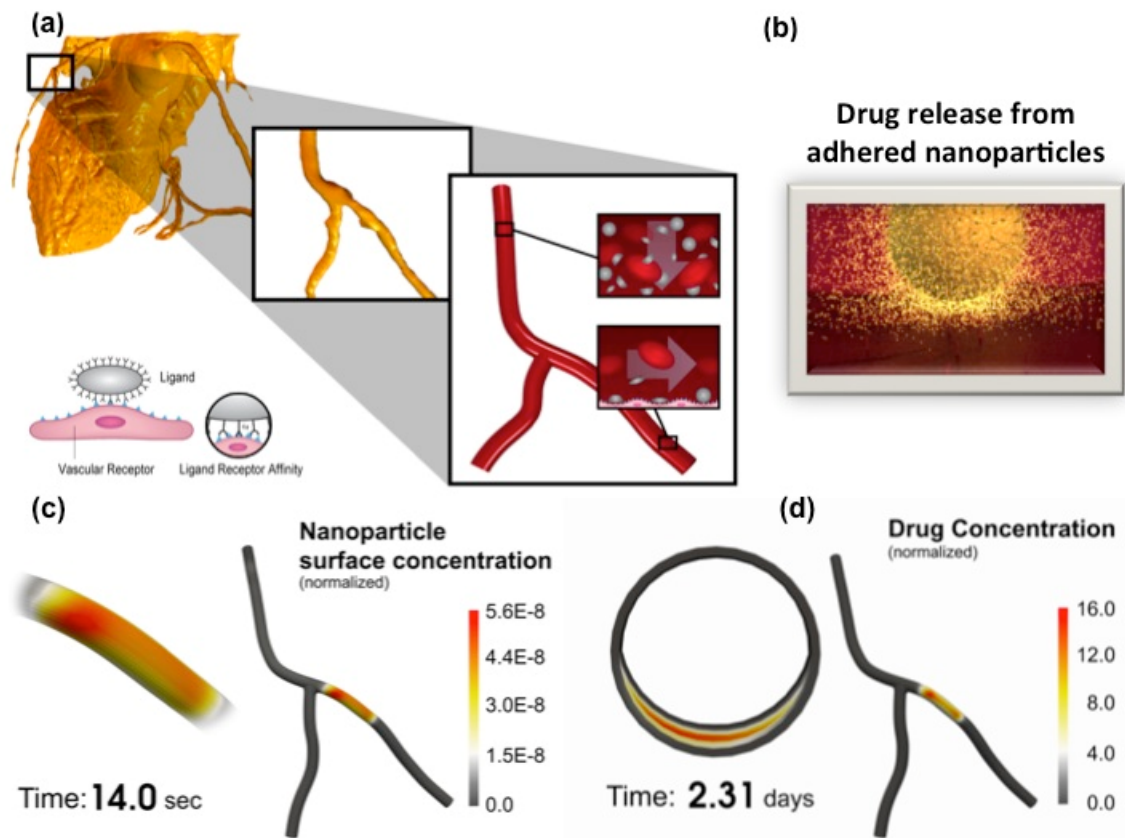 (a)
(b)
Drug release from
adhered nanoparticles
Ligand
Vascular Receptor
Ligand Receptor Affinity
(c)
Nanoparticle
surface concentration
(normalized)
5.6E-8
4.4E-8
3.0E-8
1.5E-8
0.0
Time: 14.0 sec
(d)
Drug Concentration
(normalized)
16.0
12.0
8.0
4.0
0.0
Time: 2.31 days